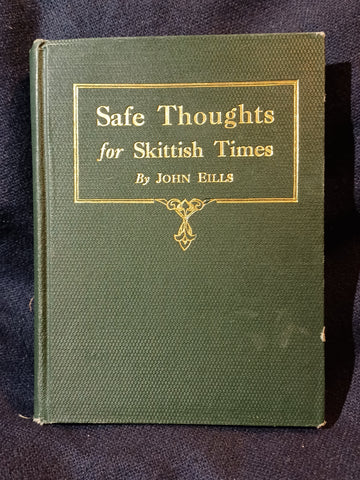 Safe Thoughts
for Skittish Times
By JOHN EILLS